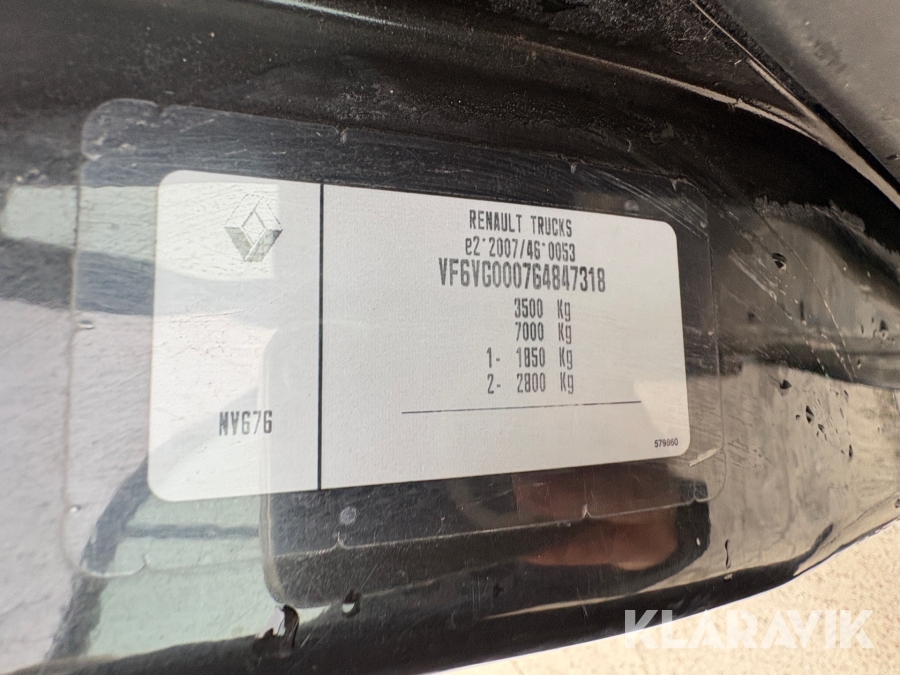 RENAULT TRUCKS
e2*2007/46*0053
VF6VG000764847318
3500 Kg
7000 Kg
1- 1850 Kg
2- 2800 Kg
NV676
579860
KLARAVIK